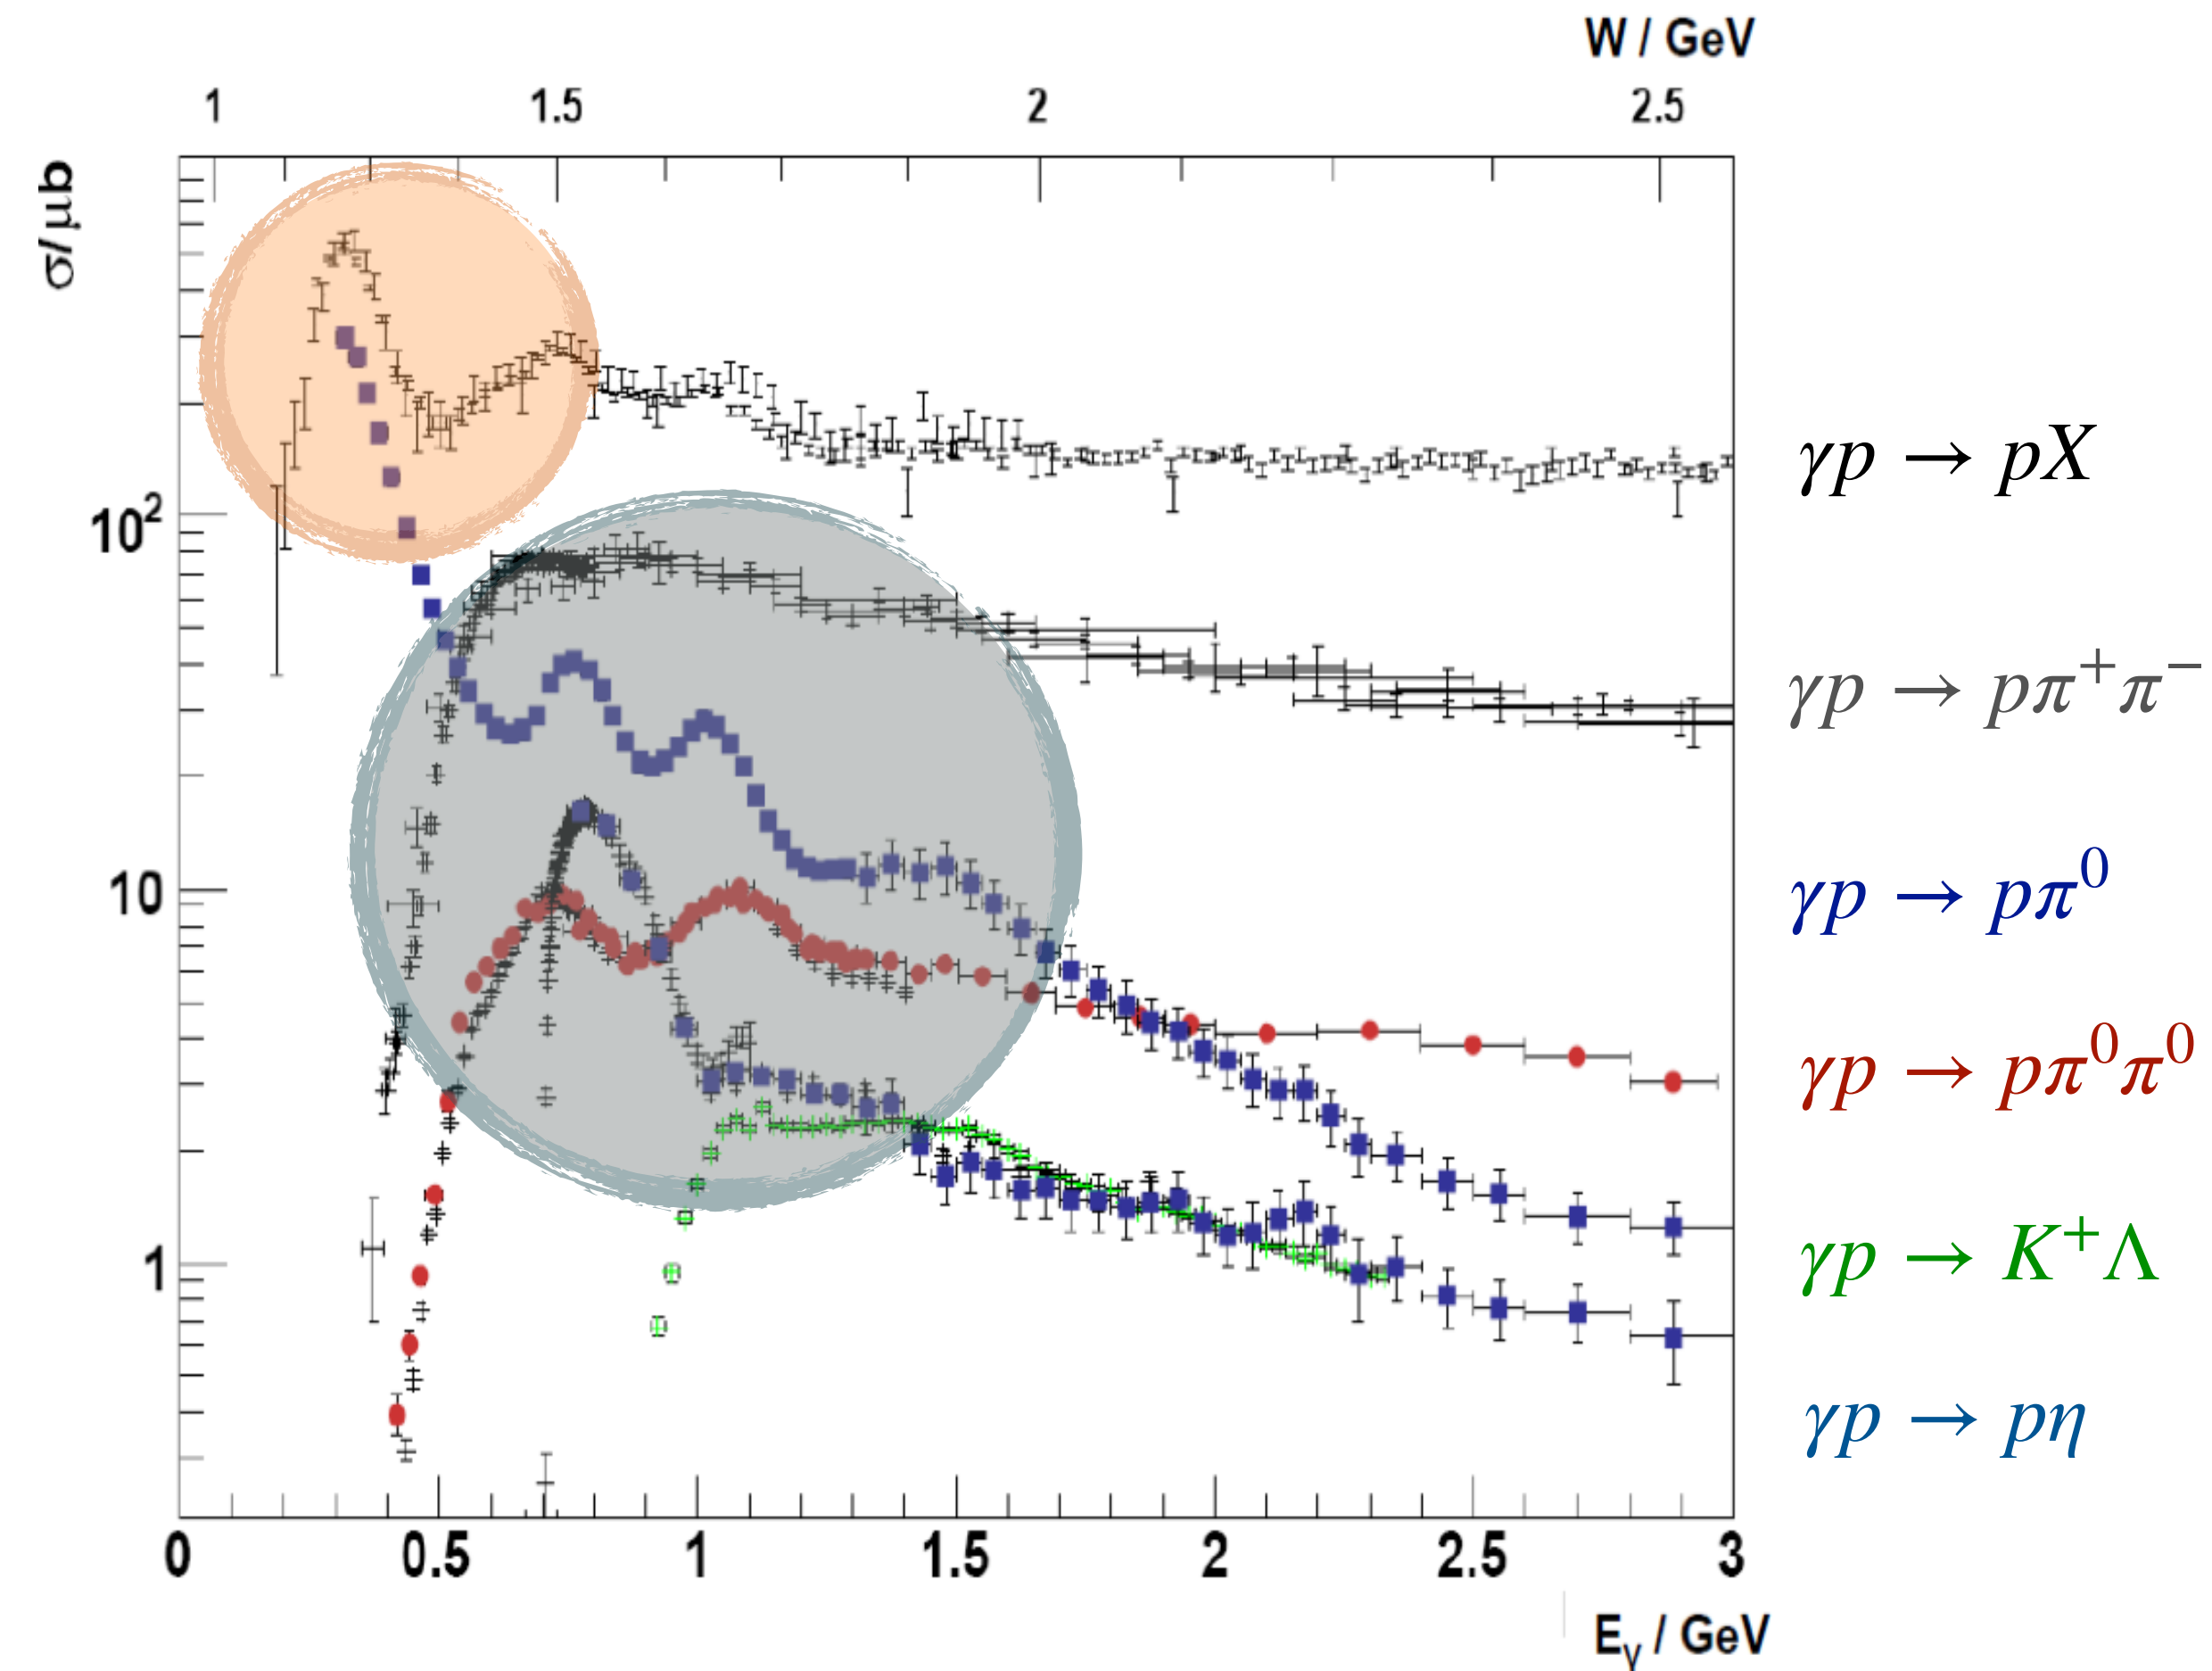 W / GeV
1 1.5 2 2.5
σ/μb
10²
10
1
γp → pX
γp → pπ⁺π⁻
γp → pπ⁰
γp → pπ⁰π⁰
γp → K⁺Λ
γp → pη
0 0.5 1 1.5 2 2.5 3
Eγ / GeV